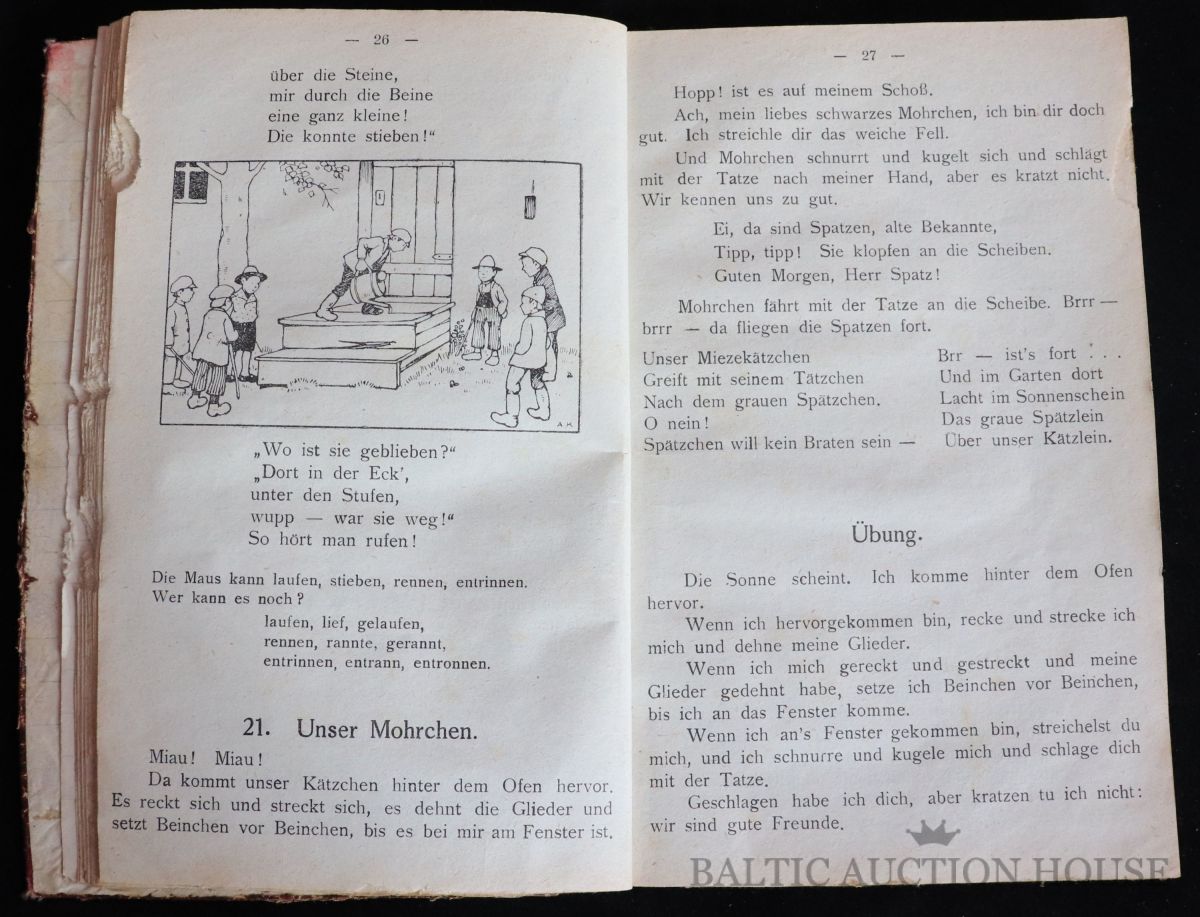 — 26 —
über die Steine,
mir durch die Beine
eine ganz kleine!
Die konnte stieben!“
A. K.
„Wo ist sie geblieben?“
„Dort in der Eck’,
unter den Stufen,
wupp — war sie weg!“
So hört man rufen!
Die Maus kann laufen, stieben, rennen, entrinnen.
Wer kann es noch?
laufen, lief, gelaufen,
rennen, rannte, gerannt,
entrinnen, entrann, entronnen.
21. Unser Mohrchen.
Miau! Miau!
Da kommt unser Kätzchen hinter dem Ofen hervor.
Es reckt sich und streckt sich, es dehnt die Glieder und
setzt Beinchen vor Beinchen, bis es bei mir am Fenster ist.
— 27 —
Hopp! ist es auf meinem Schoß.
Ach, mein liebes schwarzes Mohrchen, ich bin dir doch
gut. Ich streichle dir das weiche Fell.
Und Mohrchen schnurrt und kugelt sich und schlägt
mit der Tatze nach meiner Hand, aber es kratzt nicht.
Wir kennen uns zu gut.
Ei, da sind Spatzen, alte Bekannte,
Tipp, tipp! Sie klopfen an die Scheiben.
Guten Morgen, Herr Spatz!
Mohrchen fährt mit der Tatze an die Scheibe. Brrr —
brrr — da fliegen die Spatzen fort.
Unser Miezekätzchen
Greift mit seinem Tätzchen
Nach dem grauen Spätzchen.
O nein!
Spätzchen will kein Braten sein —
Brr — ist's fort . . .
Und im Garten dort
Lacht im Sonnenschein
Das graue Spätzlein
Über unser Kätzlein.
Übung.
Die Sonne scheint. Ich komme hinter dem Ofen
hervor.
Wenn ich hervorgekommen bin, recke und strecke ich
mich und dehne meine Glieder.
Wenn ich mich gereckt und gestreckt und meine
Glieder gedehnt habe, setze ich Beinchen vor Beinchen,
bis ich an das Fenster komme.
Wenn ich an's Fenster gekommen bin, streichelst du
mich, und ich schnurre und kugele mich und schlage dich
mit der Tatze.
Geschlagen habe ich dich, aber kratzen tu ich nicht:
wir sind gute Freunde.
BALTIC AUCTION HOUSE